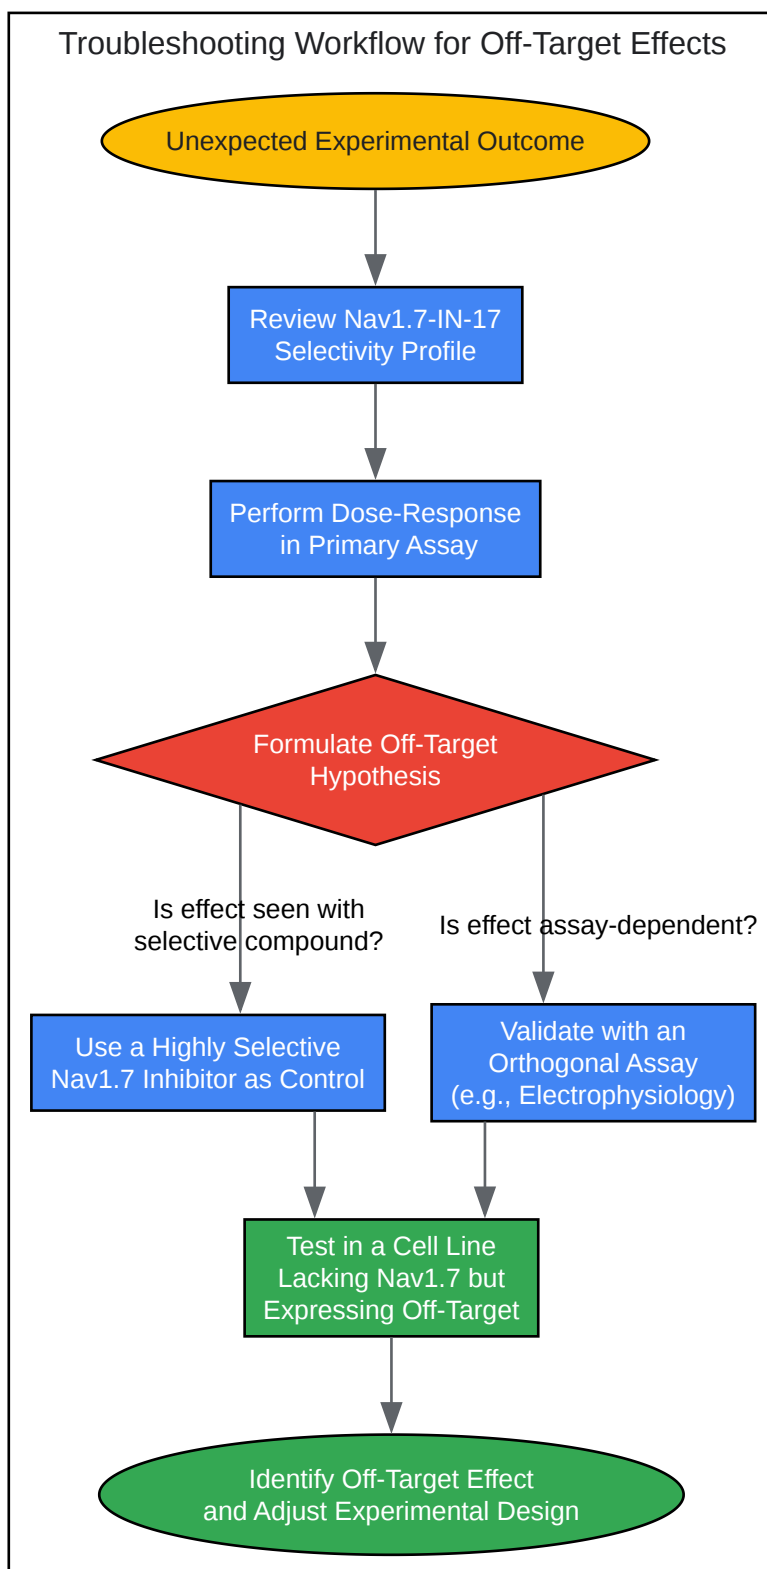 Troubleshooting Workflow for Off-Target Effects
Unexpected Experimental Outcome
Review Nav1.7-IN-17
Selectivity Profile
Perform Dose-Response
in Primary Assay
Formulate Off-Target
Hypothesis
Is effect seen with
selective compound?
Is effect assay-dependent?
Use a Highly Selective
Nav1.7 Inhibitor as Control
Validate with an
Orthogonal Assay
(e.g., Electrophysiology)
Test in a Cell Line
Lacking Nav1.7 but
Expressing Off-Target
Identify Off-Target Effect
and Adjust Experimental Design